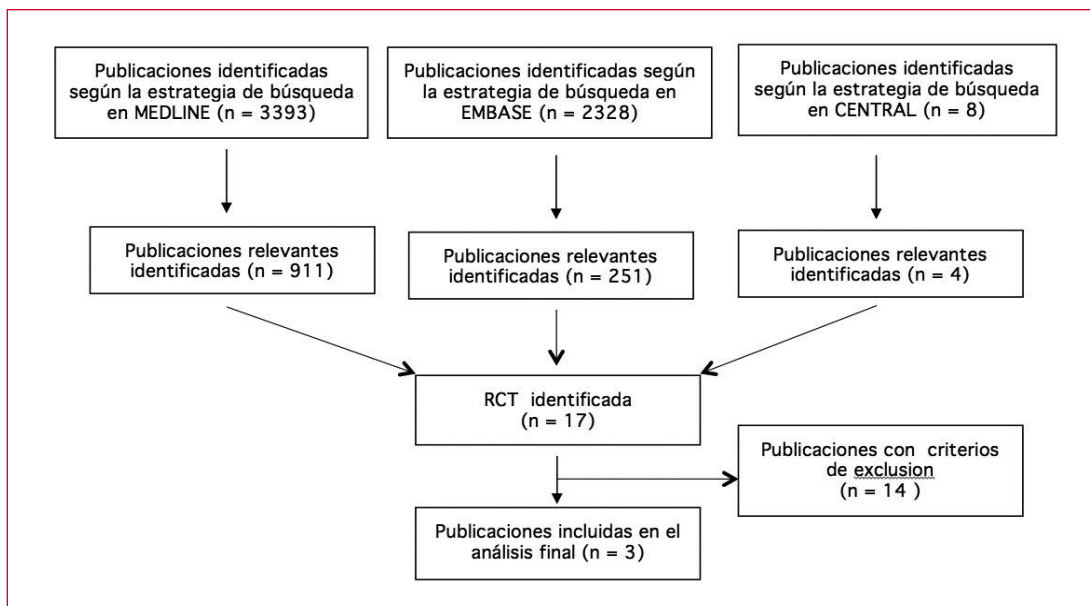 Publicaciones identificadas
según la estrategia de búsqueda
en MEDLINE (n = 3393)
Publicaciones identificadas según
la estrategia de búsqueda en
EMBASE (n = 2328)
Publicaciones identificadas
según la estrategia de búsqueda
en CENTRAL (n = 8)
Publicaciones relevantes
identificadas (n = 911)
Publicaciones relevantes
identificadas (n = 251)
Publicaciones relevantes
identificadas (n = 4)
RCT identificada
(n = 17)
Publicaciones con criterios
de exclusion
(n = 14 )
Publicaciones incluidas en el
análisis final (n = 3)